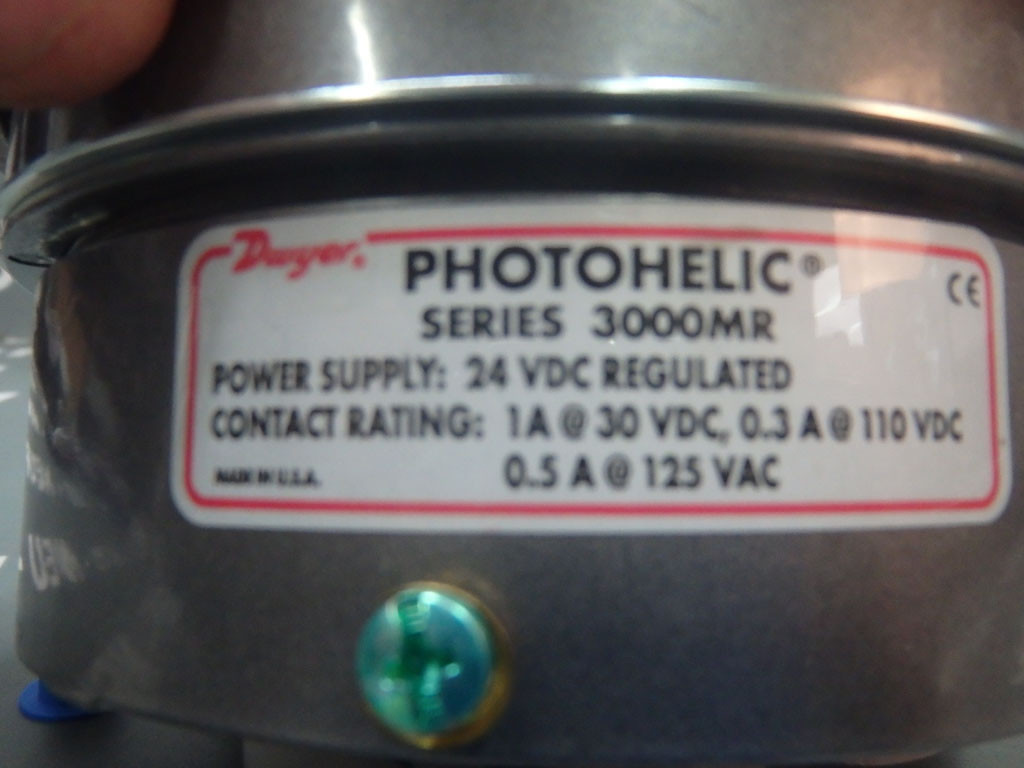 Dwyer®
PHOTOHELIC®
CE
SERIES 3000MR
POWER SUPPLY: 24 VDC REGULATED
CONTACT RATING: 1A @ 30 VDC, 0.3 A @ 110 VDC
0.5 A @ 125 VAC
MADE IN U.S.A.